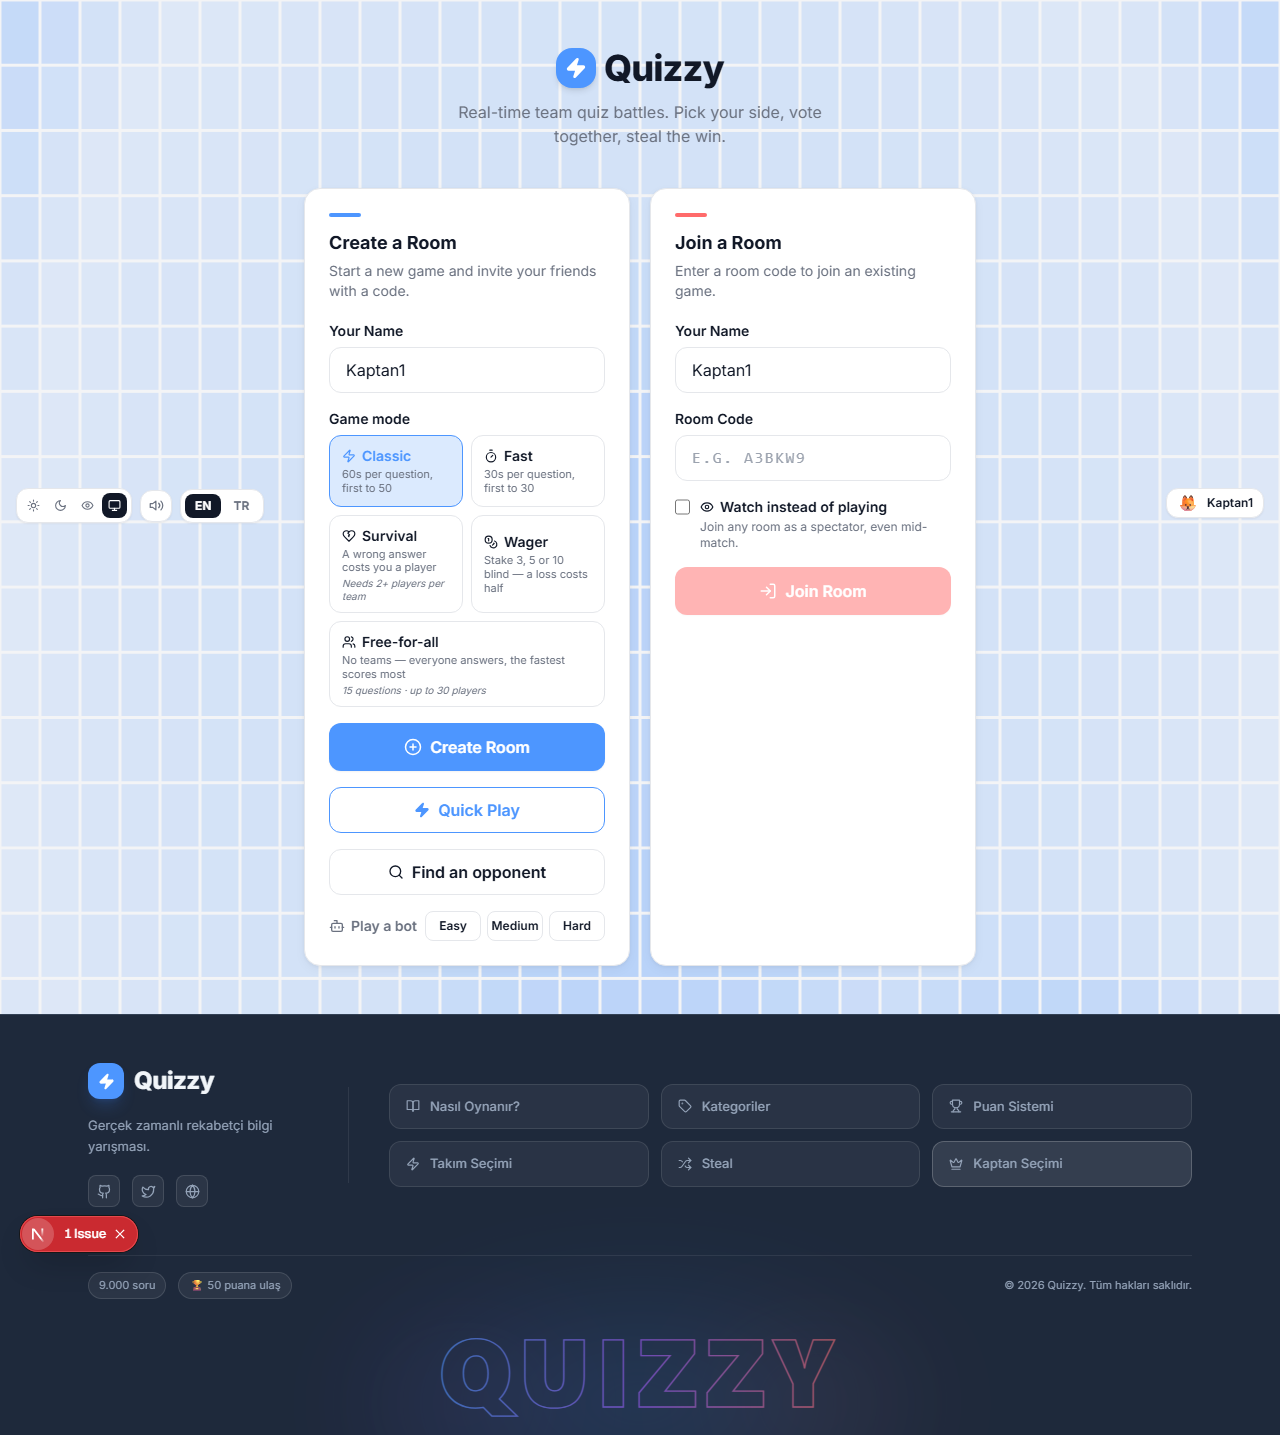 Quizzy
Real-time team quiz battles. Pick your side, vote
together, steal the win.
Create a Room
Start a new game and invite your friends
with a code.
Your Name
Kaptan1
Game mode
Classic
60s per question,
first to 50
Fast
30s per question,
first to 30
Survival
A wrong answer
costs you a player
Needs 2+ players per
team
Wager
Stake 3, 5 or 10
blind — a loss costs
half
Free-for-all
No teams — everyone answers, the fastest
scores most
15 questions · up to 30 players
Create Room
Quick Play
Find an opponent
Play a bot
Easy
Medium
Hard
Join a Room
Enter a room code to join an existing
game.
Your Name
Kaptan1
Room Code
E.G. A3BKW9
Watch instead of playing
Join any room as a spectator, even mid-
match.
Join Room
EN
TR
Kaptan1
Quizzy
Gerçek zamanlı rekabetçi bilgi
yarışması.
Nasıl Oynanır?
Kategoriler
Puan Sistemi
Takım Seçimi
Steal
Kaptan Seçimi
1 Issue
9.000 soru
50 puana ulaş
© 2026 Quizzy. Tüm hakları saklıdır.
QUIZZY